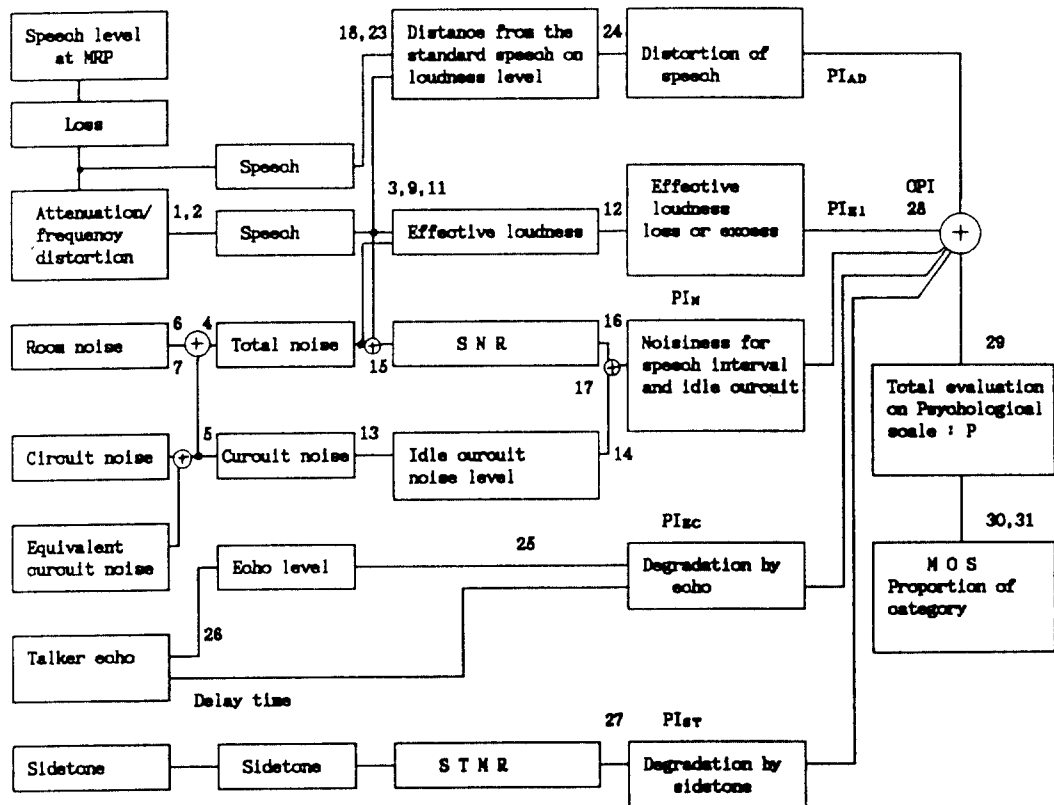 Speech level
at MRP
Loss
Attenuation/
frequency
distortion
1,2
Speech
Speech
18,23
Distance from the
standard speech on
loudness level
24
Distortion of
speech
PIAD
3,9,11
Effective loudness
12
Effective
loudness
loss or excess
PIE1
OPI
28
+
Room noise
6
7
+
4
Total noise
+
15
S N R
16
17
+
PIN
Noisiness for
speech interval
and idle curcuit
Circuit noise
+
5
Curcuit noise
13
Idle curcuit
noise level
14
Equivalent
curcuit noise
Echo level
25
PIEC
Degradation by
echo
Talker echo
26
Delay time
Sidetone
Sidetone
S T M R
27
PIST
Degradation by
sidetone
29
Total evaluation
on Psychological
scale : P
30,31
M O S
Proportion of
category